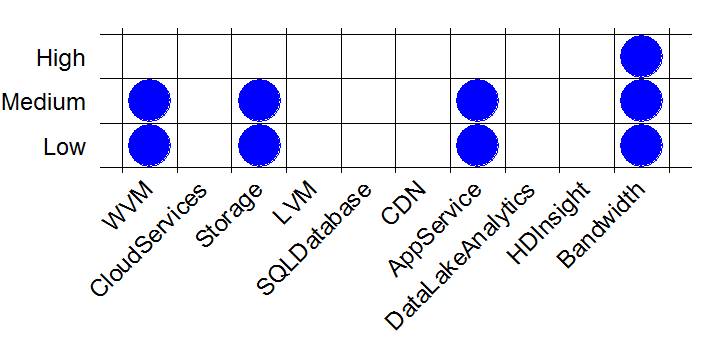 High
Medium
Low
WVM
CloudServices
Storage
LVM
SQLDatabase
CDN
AppService
DataLakeAnalytics
HDInsight
Bandwidth